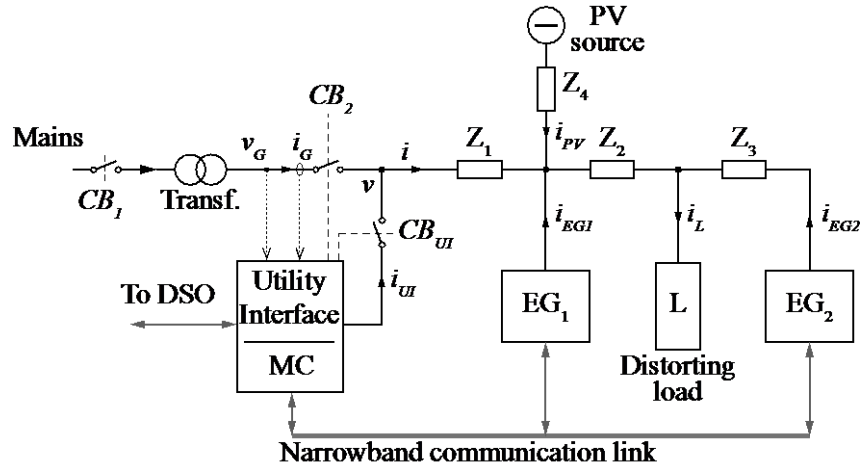 PV
source
Z4
CB2
Mains
vG
iG
i
Z1
iPV
Z2
Z3
CB1
Transf.
v
CBUI
iEG1
iL
iEG2
To DSO
Utility
Interface
MC
iUI
EG1
L
EG2
Distorting
load
Narrowband communication link